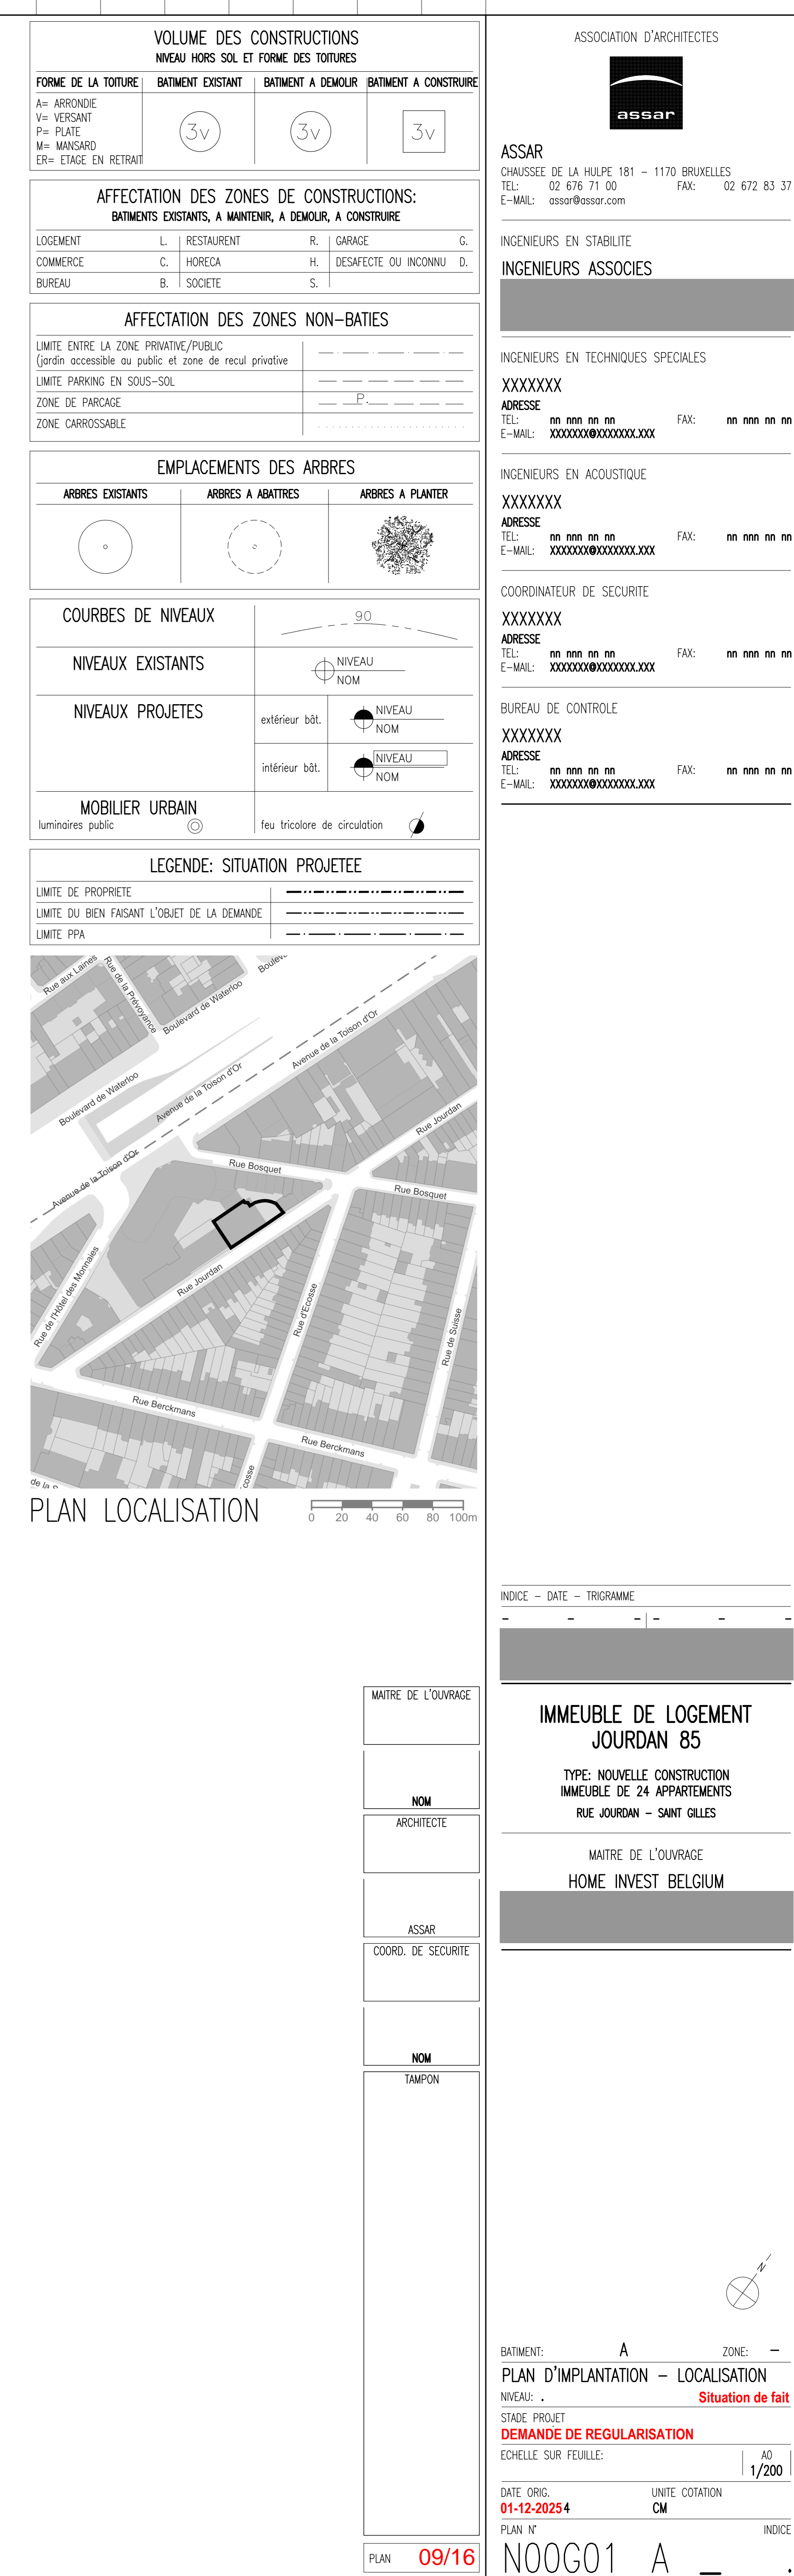 VOLUME DES CONSTRUCTIONS
NIVEAU HORS SOL ET FORME DES TOITURES
FORME DE LA TOITURE BATIMENT EXISTANT BATIMENT A DEMOLIR BATIMENT A CONSTRUIRE
A= ARRONDIE
V= VERSANT
P= PLATE
M= MANSARD
ER= ETAGE EN RETRAIT
3v 3v 3v
AFFECTATION DES ZONES DE CONSTRUCTIONS:
BATIMENTS EXISTANTS, A MAINTENIR, A DEMOLIR, A CONSTRUIRE
LOGEMENT L. RESTAURENT R. GARAGE G.
COMMERCE C. HORECA H. DESAFECTE OU INCONNU D.
BUREAU B. SOCIETE S.
AFFECTATION DES ZONES NON-BATIES
LIMITE ENTRE LA ZONE PRIVATIVE/PUBLIC
(jardin accessible au public et zone de recul privative
LIMITE PARKING EN SOUS-SOL
ZONE DE PARCAGE P.
ZONE CARROSSABLE
EMPLACEMENTS DES ARBRES
ARBRES EXISTANTS ARBRES A ABATTRES ARBRES A PLANTER
COURBES DE NIVEAUX 90
NIVEAUX EXISTANTS NIVEAU
NOM
NIVEAUX PROJETES
extérieur bât. NIVEAU
NOM
intérieur bât. NIVEAU
NOM
MOBILIER URBAIN
luminaires public feu tricolore de circulation
LEGENDE: SITUATION PROJETEE
LIMITE DE PROPRIETE
LIMITE DU BIEN FAISANT L'OBJET DE LA DEMANDE
LIMITE PPA
Rue aux Laines
Rue de la Prévoyance
Boulevard de Waterloo
Boulev
Boulevard de Waterloo
Avenue de la Toison d'Or
Avenue de la Toison d'Or
Avenue de la Toison d'Or
Rue Jourdan
Rue Bosquet
Rue Bosquet
Rue de l'Hôtel des Monnaies
Rue Jourdan
Rue d'Ecosse
Rue de Suisse
Rue Berckmans
Rue Berckmans
de la S
cosse
PLAN LOCALISATION
0 20 40 60 80 100m
MAITRE DE L'OUVRAGE
NOM
ARCHITECTE
ASSAR
COORD. DE SECURITE
NOM
TAMPON
PLAN 09/16
ASSOCIATION D'ARCHITECTES
assar
ASSAR
CHAUSSEE DE LA HULPE 181 – 1170 BRUXELLES
TEL: 02 676 71 00 FAX: 02 672 83 37
E-MAIL: assar@assar.com
INGENIEURS EN STABILITE
INGENIEURS ASSOCIES
INGENIEURS EN TECHNIQUES SPECIALES
XXXXXXX
ADRESSE
TEL: nn nnn nn nn FAX: nn nnn nn nn
E-MAIL: XXXXXXX@XXXXXXX.XXX
INGENIEURS EN ACOUSTIQUE
XXXXXXX
ADRESSE
TEL: nn nnn nn nn FAX: nn nnn nn nn
E-MAIL: XXXXXXX@XXXXXXX.XXX
COORDINATEUR DE SECURITE
XXXXXXX
ADRESSE
TEL: nn nnn nn nn FAX: nn nnn nn nn
E-MAIL: XXXXXXX@XXXXXXX.XXX
BUREAU DE CONTROLE
XXXXXXX
ADRESSE
TEL: nn nnn nn nn FAX: nn nnn nn nn
E-MAIL: XXXXXXX@XXXXXXX.XXX
INDICE – DATE – TRIGRAMME
– – – – – –
IMMEUBLE DE LOGEMENT
JOURDAN 85
TYPE: NOUVELLE CONSTRUCTION
IMMEUBLE DE 24 APPARTEMENTS
RUE JOURDAN – SAINT GILLES
MAITRE DE L'OUVRAGE
HOME INVEST BELGIUM
N
BATIMENT: A ZONE: –
PLAN D'IMPLANTATION – LOCALISATION
NIVEAU: . Situation de fait
STADE PROJET
DEMANDE DE REGULARISATION
ECHELLE SUR FEUILLE: A0
1/200
DATE ORIG. UNITE COTATION
01-12-20254 CM
PLAN N° INDICE
N00G01 A _ .